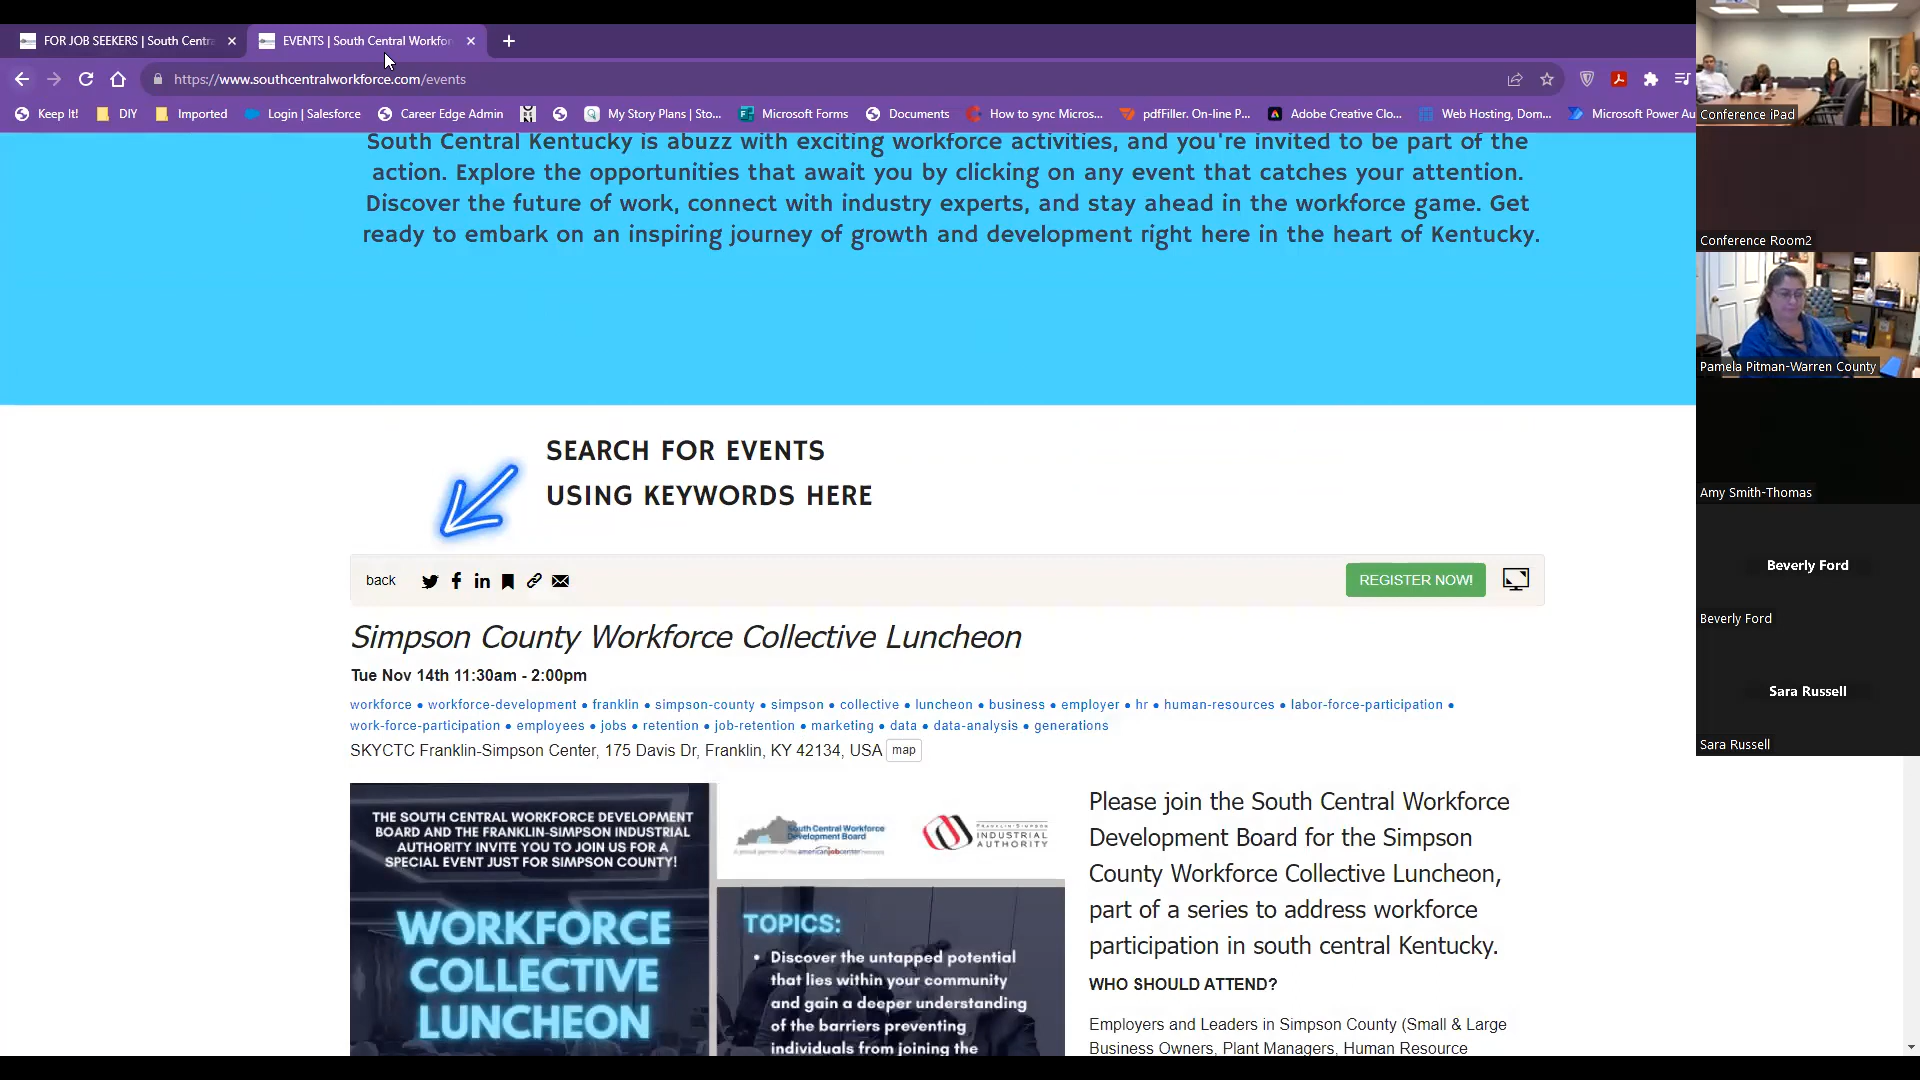 FOR JOB SEEKERS | South Centra
EVENTS | South Central Workfor
https://www.southcentralworkforce.com/events
Keep It!
DIY
Imported
Login | Salesforce
Career Edge Admin
My Story Plans | Sto...
Microsoft Forms
Documents
How to sync Micros...
pdfFiller. On-line P...
Adobe Creative Clo...
Web Hosting, Dom...
Microsoft Power Au
South Central Kentucky is abuzz with exciting workforce activities, and you're invited to be part of the
action. Explore the opportunities that await you by clicking on any event that catches your attention.
Discover the future of work, connect with industry experts, and stay ahead in the workforce game. Get
ready to embark on an inspiring journey of growth and development right here in the heart of Kentucky.
SEARCH FOR EVENTS
USING KEYWORDS HERE
back
REGISTER NOW!
Simpson County Workforce Collective Luncheon
Tue Nov 14th 11:30am - 2:00pm
workforce • workforce-development • franklin • simpson-county • simpson • collective • luncheon • business • employer • hr • human-resources • labor-force-participation •
work-force-participation • employees • jobs • retention • job-retention • marketing • data • data-analysis • generations
SKYCTC Franklin-Simpson Center, 175 Davis Dr, Franklin, KY 42134, USA map
THE SOUTH CENTRAL WORKFORCE DEVELOPMENT
BOARD AND THE FRANKLIN-SIMPSON INDUSTRIAL
AUTHORITY INVITE YOU TO JOIN US FOR A
SPECIAL EVENT JUST FOR SIMPSON COUNTY!
WORKFORCE
COLLECTIVE
LUNCHEON
South Central Workforce
Development Board
A proud partner of the americanjobcenter network
FRANKLIN-SIMPSON
INDUSTRIAL
AUTHORITY
TOPICS:
• Discover the untapped potential
that lies within your community
and gain a deeper understanding
of the barriers preventing
individuals from joining the
Please join the South Central Workforce
Development Board for the Simpson
County Workforce Collective Luncheon,
part of a series to address workforce
participation in south central Kentucky.
WHO SHOULD ATTEND?
Employers and Leaders in Simpson County (Small & Large
Business Owners, Plant Managers, Human Resource
Conference iPad
Conference Room2
Pamela Pitman-Warren County
Amy Smith-Thomas
Beverly Ford
Beverly Ford
Sara Russell
Sara Russell